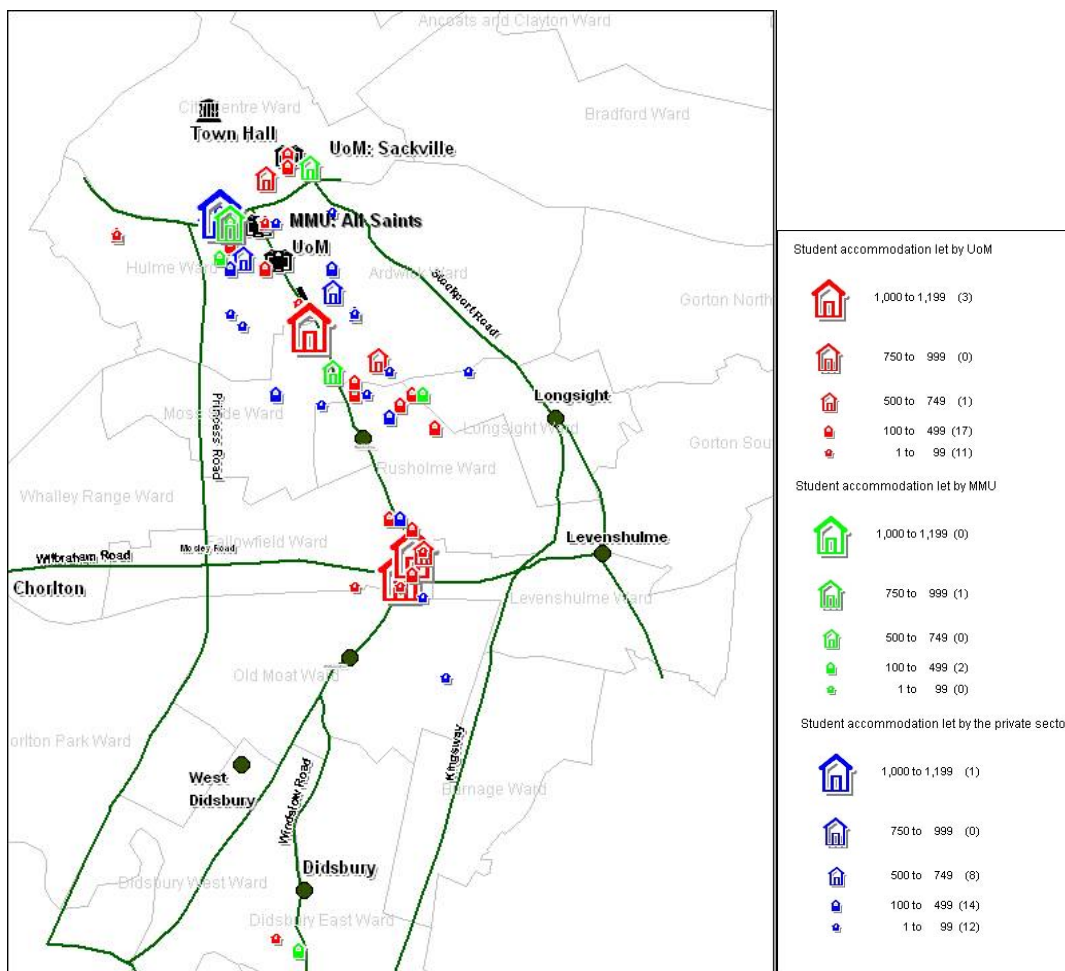 Ancoats and Clayton Ward
City Centre Ward
Bradford Ward
Town Hall
UoM: Sackville
MMU: All Saints
UoM
Hulme Ward
Ardwick Ward
Stockport Road
Gorton North
Princess Road
Moss Side Ward
Longsight
Longsight Ward
Gorton Sou
Rusholme Ward
Whalley Range Ward
Fallowfield Ward
Wilbraham Road
Mosley Road
Levenshulme
Chorlton
Levenshulme Ward
Old Moat Ward
orlton Park Ward
West
Didsbury
Wilmslow Road
Kingsway
Burnage Ward
Didsbury
Didsbury West Ward
Didsbury East Ward
Student accommodation let by UoM
1,000 to 1,199 (3)
750 to 999 (0)
500 to 749 (1)
100 to 499 (17)
1 to 99 (11)
Student accommodation let by MMU
1,000 to 1,199 (0)
750 to 999 (1)
500 to 749 (0)
100 to 499 (2)
1 to 99 (0)
Student accommodation let by the private secto
1,000 to 1,199 (1)
750 to 999 (0)
500 to 749 (8)
100 to 499 (14)
1 to 99 (12)